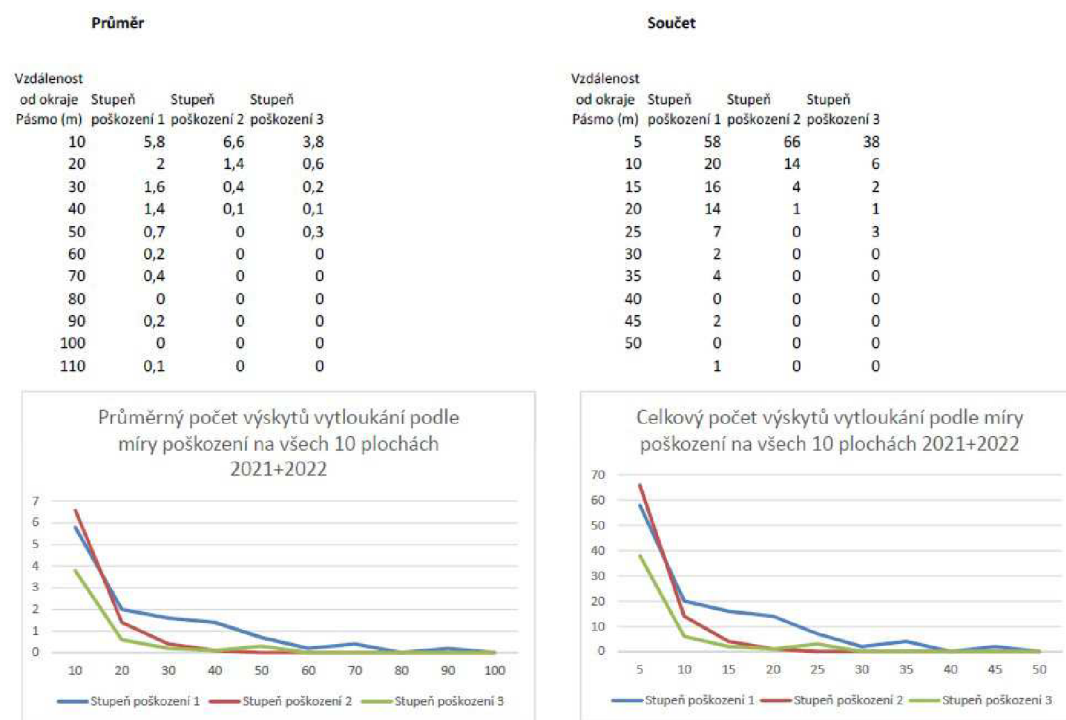 Průměr
Vzdálenost
od okraje Stupeň Stupeň Stupeň
Pásmo (m) poškození 1 poškození 2 poškození 3
10 5,8 6,6 3,8
20 2 1,4 0,6
30 1,6 0,4 0,2
40 1,4 0,1 0,1
50 0,7 0 0,3
60 0,2 0 0
70 0,4 0 0
80 0 0 0
90 0,2 0 0
100 0 0 0
110 0,1 0 0
Součet
Vzdálenost
od okraje Stupeň Stupeň Stupeň
Pásmo (m) poškození 1 poškození 2 poškození 3
5 58 66 38
10 20 14 6
15 16 4 2
20 14 1 1
25 7 0 3
30 2 0 0
35 4 0 0
40 0 0 0
45 2 0 0
50 0 0 0
1 0 0
Průměrný počet výskytů vytloukání podle
míry poškození na všech 10 plochách
2021+2022
7
6
5
4
3
2
1
0
10 20 30 40 50 60 70 80 90 100
Stupeň poškození 1 Stupeň poškození 2 Stupeň poškození 3
Celkový počet výskytů vytloukání podle míry
poškození na všech 10 plochách 2021+2022
70
60
50
40
30
20
10
0
5 10 15 20 25 30 35 40 45 50
Stupeň poškození 1 Stupeň poškození 2 Stupeň poškození 3